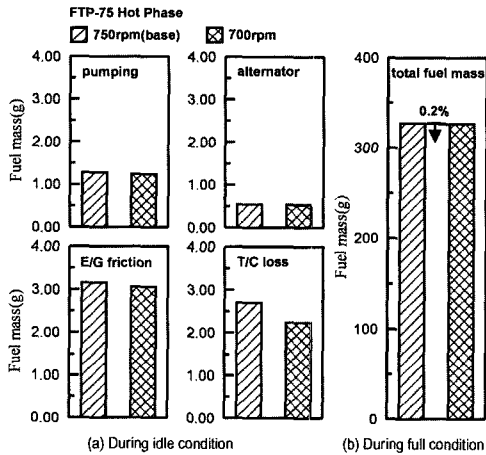 FTP-75 Hot Phase
750rpm(base) 700rpm
pumping
4.00
3.00
2.00
1.00
0.00
Fuel mass(g)
alternator
4.00
3.00
2.00
1.00
0.00
E/G friction
4.00
3.00
2.00
1.00
0.00
Fuel mass(g)
T/C loss
4.00
3.00
2.00
1.00
0.00
(a) During idle condition
total fuel mass
0.2%
400
300
200
100
0
Fuel mass(g)
(b) During full condition